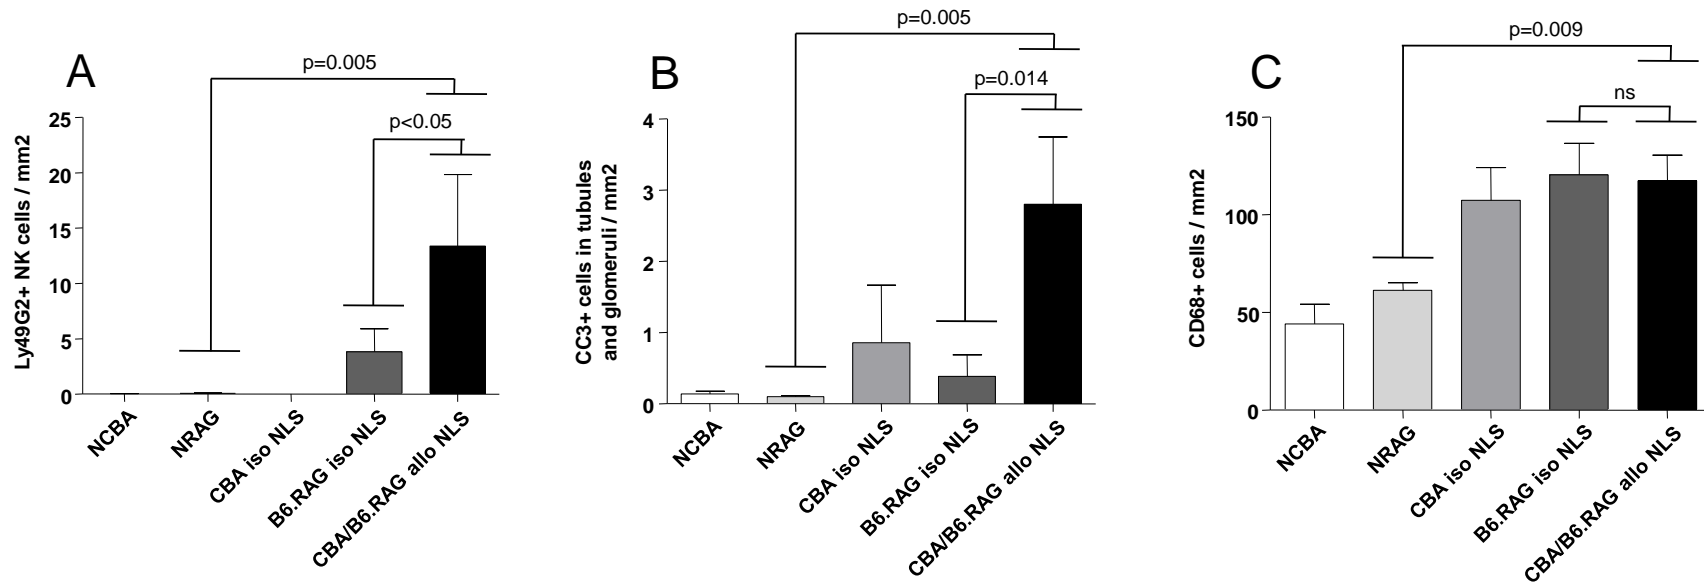 A
p=0.005
p<0.05
Ly49G2+ NK cells / mm2
25
20
15
10
5
0
NCBA
NRAG
CBA iso NLS
B6.RAG iso NLS
CBA/B6.RAG allo NLS
B
p=0.005
p=0.014
CC3+ cells in tubules
and glomeruli / mm2
4
3
2
1
0
NCBA
NRAG
CBA iso NLS
B6.RAG iso NLS
CBA/B6.RAG allo NLS
C
p=0.009
ns
CD68+ cells / mm2
150
100
50
0
NCBA
NRAG
CBA iso NLS
B6.RAG iso NLS
CBA/B6.RAG allo NLS